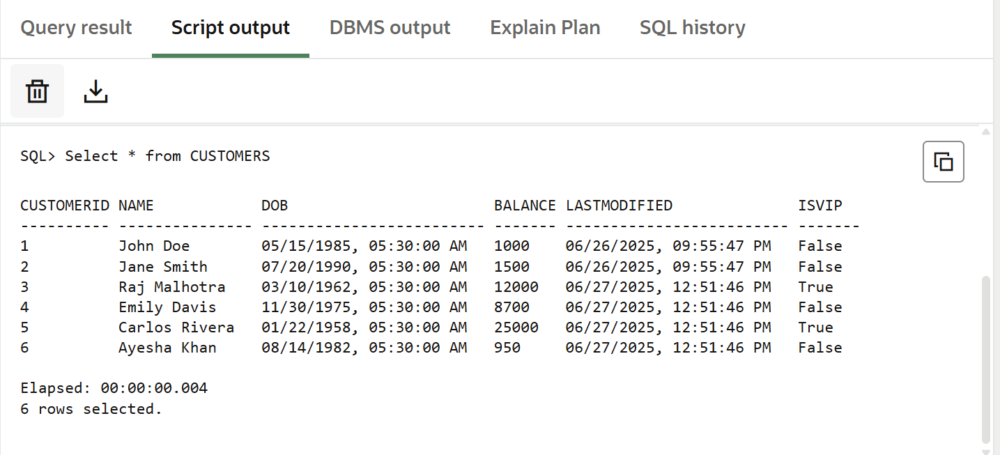 Query result Script output DBMS output Explain Plan SQL history
SQL> Select * from CUSTOMERS
CUSTOMERID NAME            DOB                       BALANCE LASTMODIFIED              ISVIP
---------- --------------- ------------------------- ------- ------------------------- -------
1          John Doe        05/15/1985, 05:30:00 AM   1000    06/26/2025, 09:55:47 PM   False
2          Jane Smith      07/20/1990, 05:30:00 AM   1500    06/26/2025, 09:55:47 PM   False
3          Raj Malhotra    03/10/1962, 05:30:00 AM   12000   06/27/2025, 12:51:46 PM   True
4          Emily Davis     11/30/1975, 05:30:00 AM   8700    06/27/2025, 12:51:46 PM   False
5          Carlos Rivera   01/22/1958, 05:30:00 AM   25000   06/27/2025, 12:51:46 PM   True
6          Ayesha Khan     08/14/1982, 05:30:00 AM   950     06/27/2025, 12:51:46 PM   False
Elapsed: 00:00:00.004
6 rows selected.